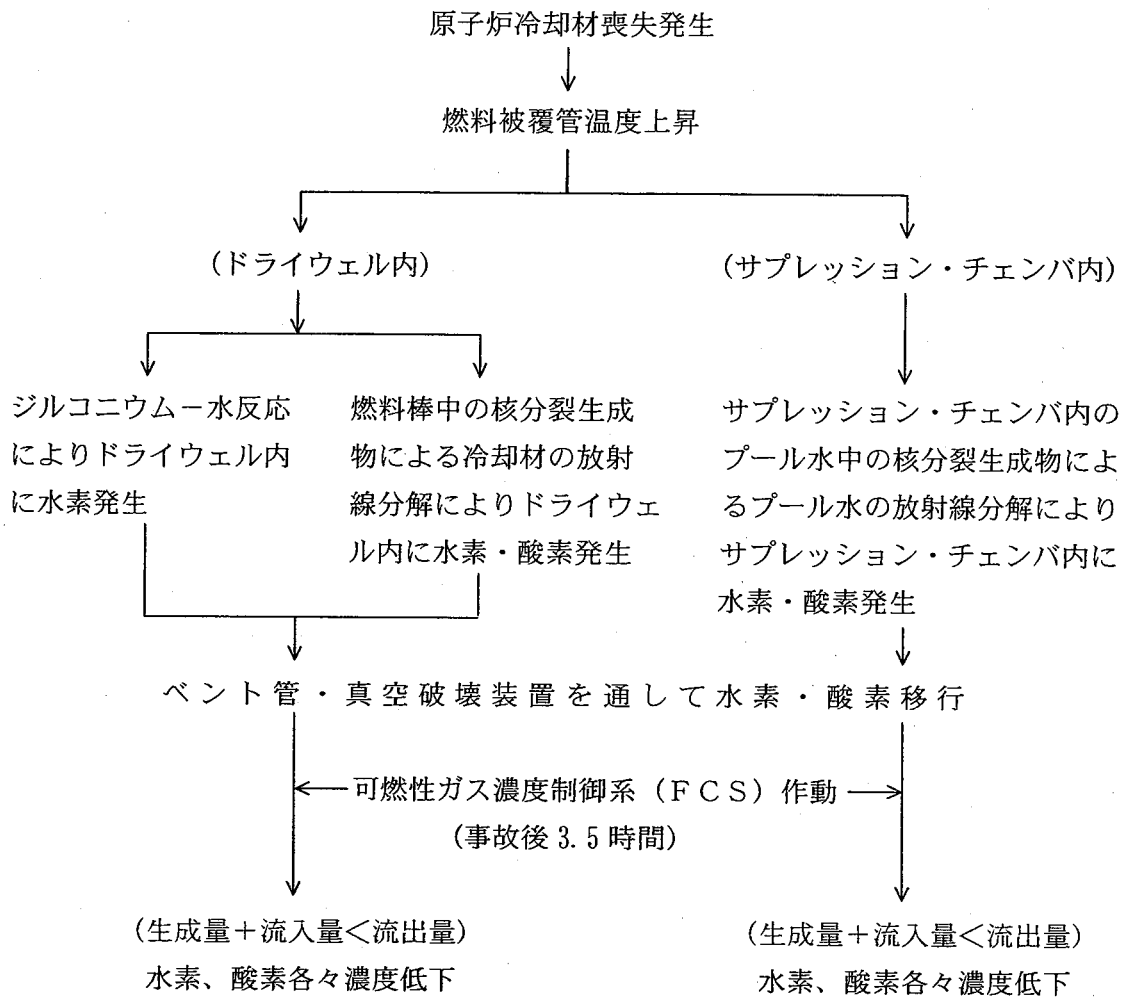 原子炉冷却材喪失発生
燃料被覆管温度上昇
(ドライウェル内)
(サプレッション・チェンバ内)
ジルコニウム－水反応
によりドライウェル内
に水素発生
燃料棒中の核分裂生成
物による冷却材の放射
線分解によりドライウェ
ル内に水素・酸素発生
サプレッション・チェンバ内の
プール水中の核分裂生成物によ
るプール水の放射線分解により
サプレッション・チェンバ内に
水素・酸素発生
ベント管・真空破壊装置を通して水素・酸素移行
可燃性ガス濃度制御系(ＦＣＳ)作動
(事故後3.5時間)
(生成量＋流入量＜流出量)
水素、酸素各々濃度低下
(生成量＋流入量＜流出量)
水素、酸素各々濃度低下